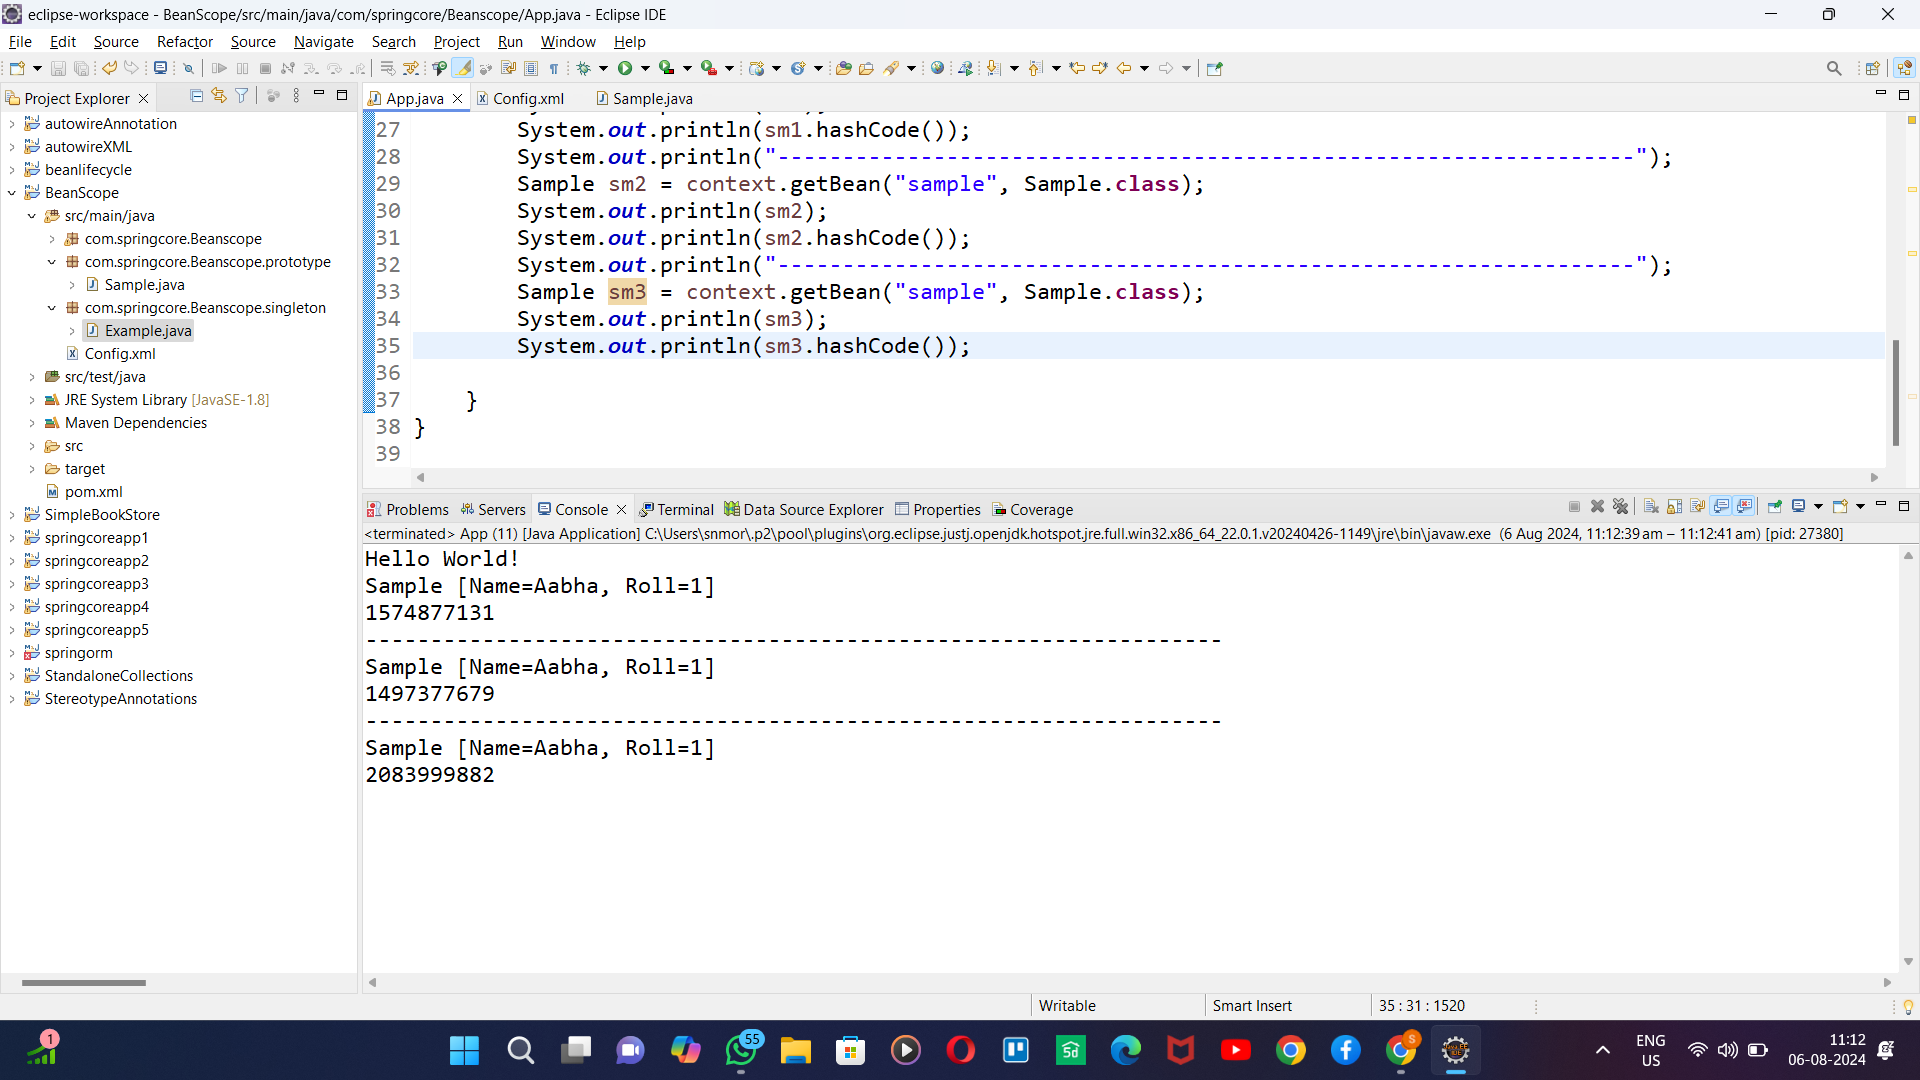 eclipse-workspace - BeanScope/src/main/java/com/springcore/Beanscope/App.java - Eclipse IDE
File Edit Source Refactor Source Navigate Search Project Run Window Help
Project Explorer
autowireAnnotation
autowireXML
beanlifecycle
BeanScope
src/main/java
com.springcore.Beanscope
com.springcore.Beanscope.prototype
Sample.java
com.springcore.Beanscope.singleton
Example.java
Config.xml
src/test/java
JRE System Library [JavaSE-1.8]
Maven Dependencies
src
target
pom.xml
SimpleBookStore
springcoreapp1
springcoreapp2
springcoreapp3
springcoreapp4
springcoreapp5
springorm
StandaloneCollections
StereotypeAnnotations
App.java Config.xml Sample.java
27 System.out.println(sm1.hashCode());
28 System.out.println("------------------------------------------------------------------");
29 Sample sm2 = context.getBean("sample", Sample.class);
30 System.out.println(sm2);
31 System.out.println(sm2.hashCode());
32 System.out.println("------------------------------------------------------------------");
33 Sample sm3 = context.getBean("sample", Sample.class);
34 System.out.println(sm3);
35 System.out.println(sm3.hashCode());
36
37 }
38 }
39
Problems Servers Console Terminal Data Source Explorer Properties Coverage
<terminated> App (11) [Java Application] C:\Users\snmor\.p2\pool\plugins\org.eclipse.justj.openjdk.hotspot.jre.full.win32.x86_64_22.0.1.v20240426-1149\jre\bin\javaw.exe (6 Aug 2024, 11:12:39 am – 11:12:41 am) [pid: 27380]
Hello World!
Sample [Name=Aabha, Roll=1]
1574877131
------------------------------------------------------------------
Sample [Name=Aabha, Roll=1]
1497377679
------------------------------------------------------------------
Sample [Name=Aabha, Roll=1]
2083999882
Writable Smart Insert 35 : 31 : 1520
1
55
S
ENG
US
11:12
06-08-2024